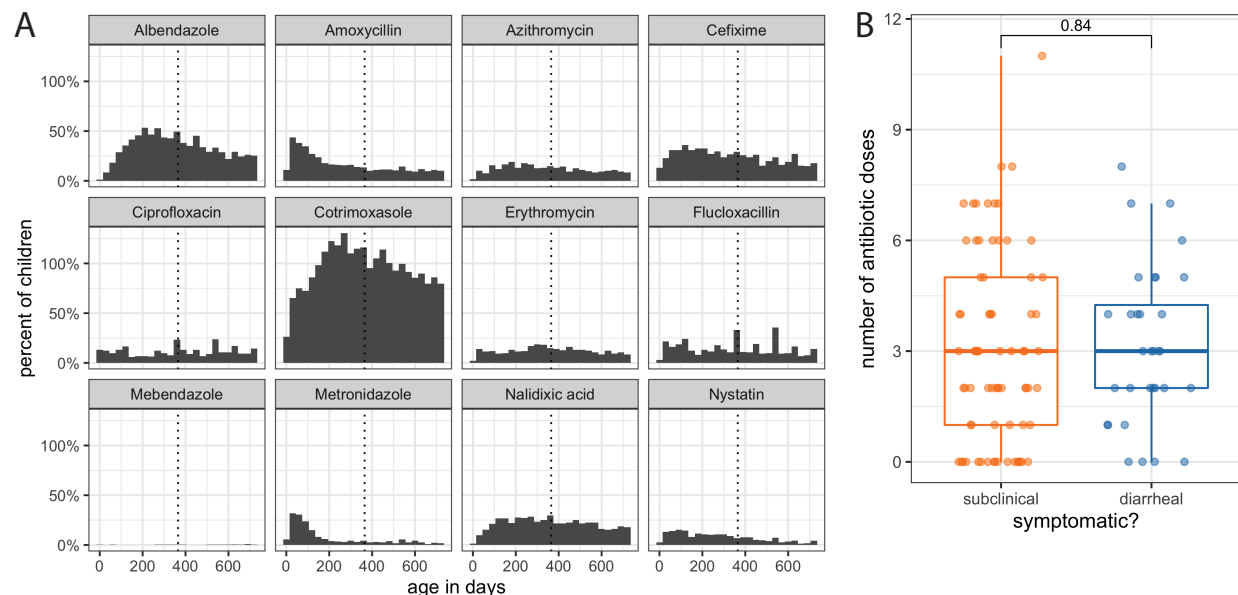 A
Albendazole Amoxycillin Azithromycin Cefixime
100%
50%
0%
Ciprofloxacin Cotrimoxasole Erythromycin Flucloxacillin
100%
50%
0%
Mebendazole Metronidazole Nalidixic acid Nystatin
100%
50%
0%
0 200 400 600 0 200 400 600 0 200 400 600 0 200 400 600
percent of children
age in days
B
0.84
12
9
6
3
0
number of antibiotic doses
subclinical diarrheal
symptomatic?